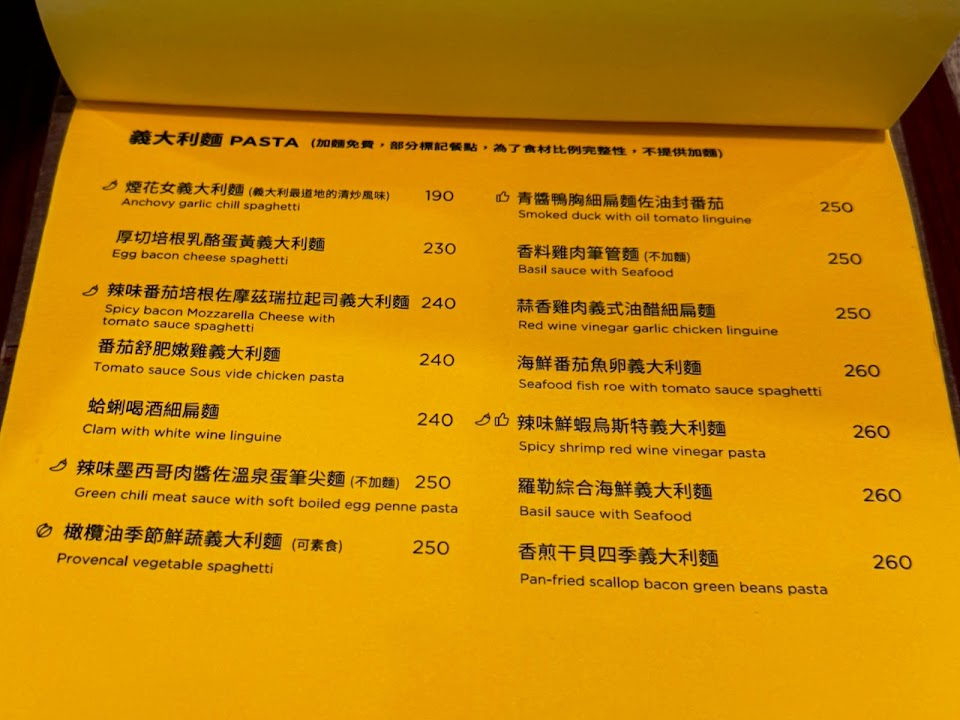 義大利麵 PASTA (加麵免費，部分標記餐點，為了食材比例完整性，不提供加麵)
煙花女義大利麵 (義大利最道地的清炒風味) 190
Anchovy garlic chill spaghetti
厚切培根乳酪蛋黃義大利麵 230
Egg bacon cheese spaghetti
辣味番茄培根佐摩茲瑞拉起司義大利麵 240
Spicy bacon Mozzarella Cheese with
tomato sauce spaghetti
番茄舒肥嫩雞義大利麵 240
Tomato sauce Sous vide chicken pasta
蛤蜊喝酒細扁麵 240
Clam with white wine linguine
辣味墨西哥肉醬佐溫泉蛋筆尖麵 (不加麵) 250
Green chili meat sauce with soft boiled egg penne pasta
橄欖油季節鮮蔬義大利麵 (可素食) 250
Provencal vegetable spaghetti
青醬鴨胸細扁麵佐油封番茄 250
Smoked duck with oil tomato linguine
香料雞肉筆管麵 (不加麵) 250
Basil sauce with Seafood
蒜香雞肉義式油醋細扁麵 250
Red wine vinegar garlic chicken linguine
海鮮番茄魚卵義大利麵 260
Seafood fish roe with tomato sauce spaghetti
辣味鮮蝦烏斯特義大利麵 260
Spicy shrimp red wine vinegar pasta
羅勒綜合海鮮義大利麵 260
Basil sauce with Seafood
香煎干貝四季義大利麵 260
Pan-fried scallop bacon green beans pasta